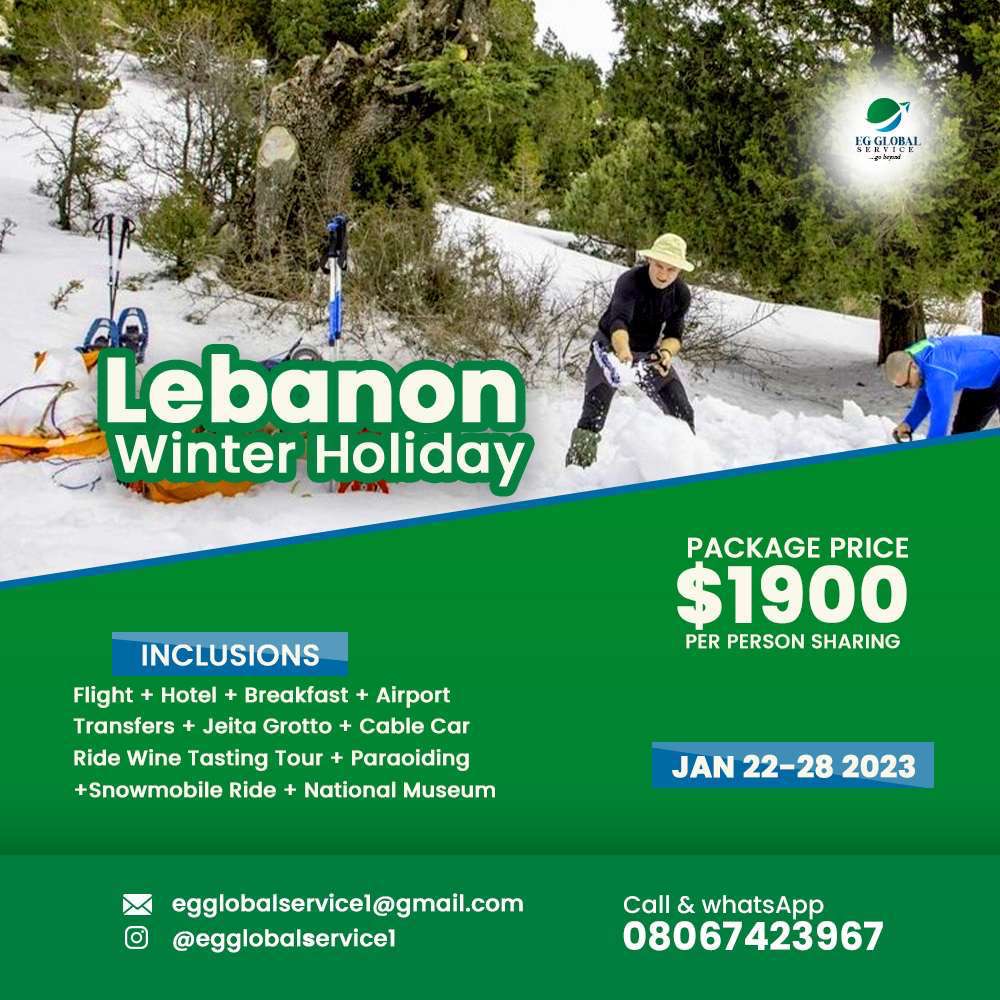 EG GLOBAL
SERVICE
...go beyond
Lebanon
Winter Holiday
PACKAGE PRICE
$1900
PER PERSON SHARING
INCLUSIONS
Flight + Hotel + Breakfast + Airport
Transfers + Jeita Grotto + Cable Car
Ride Wine Tasting Tour + Paraoiding
+Snowmobile Ride + National Museum
JAN 22-28 2023
egglobalservice1@gmail.com
@egglobalservice1
Call & whatsApp
08067423967